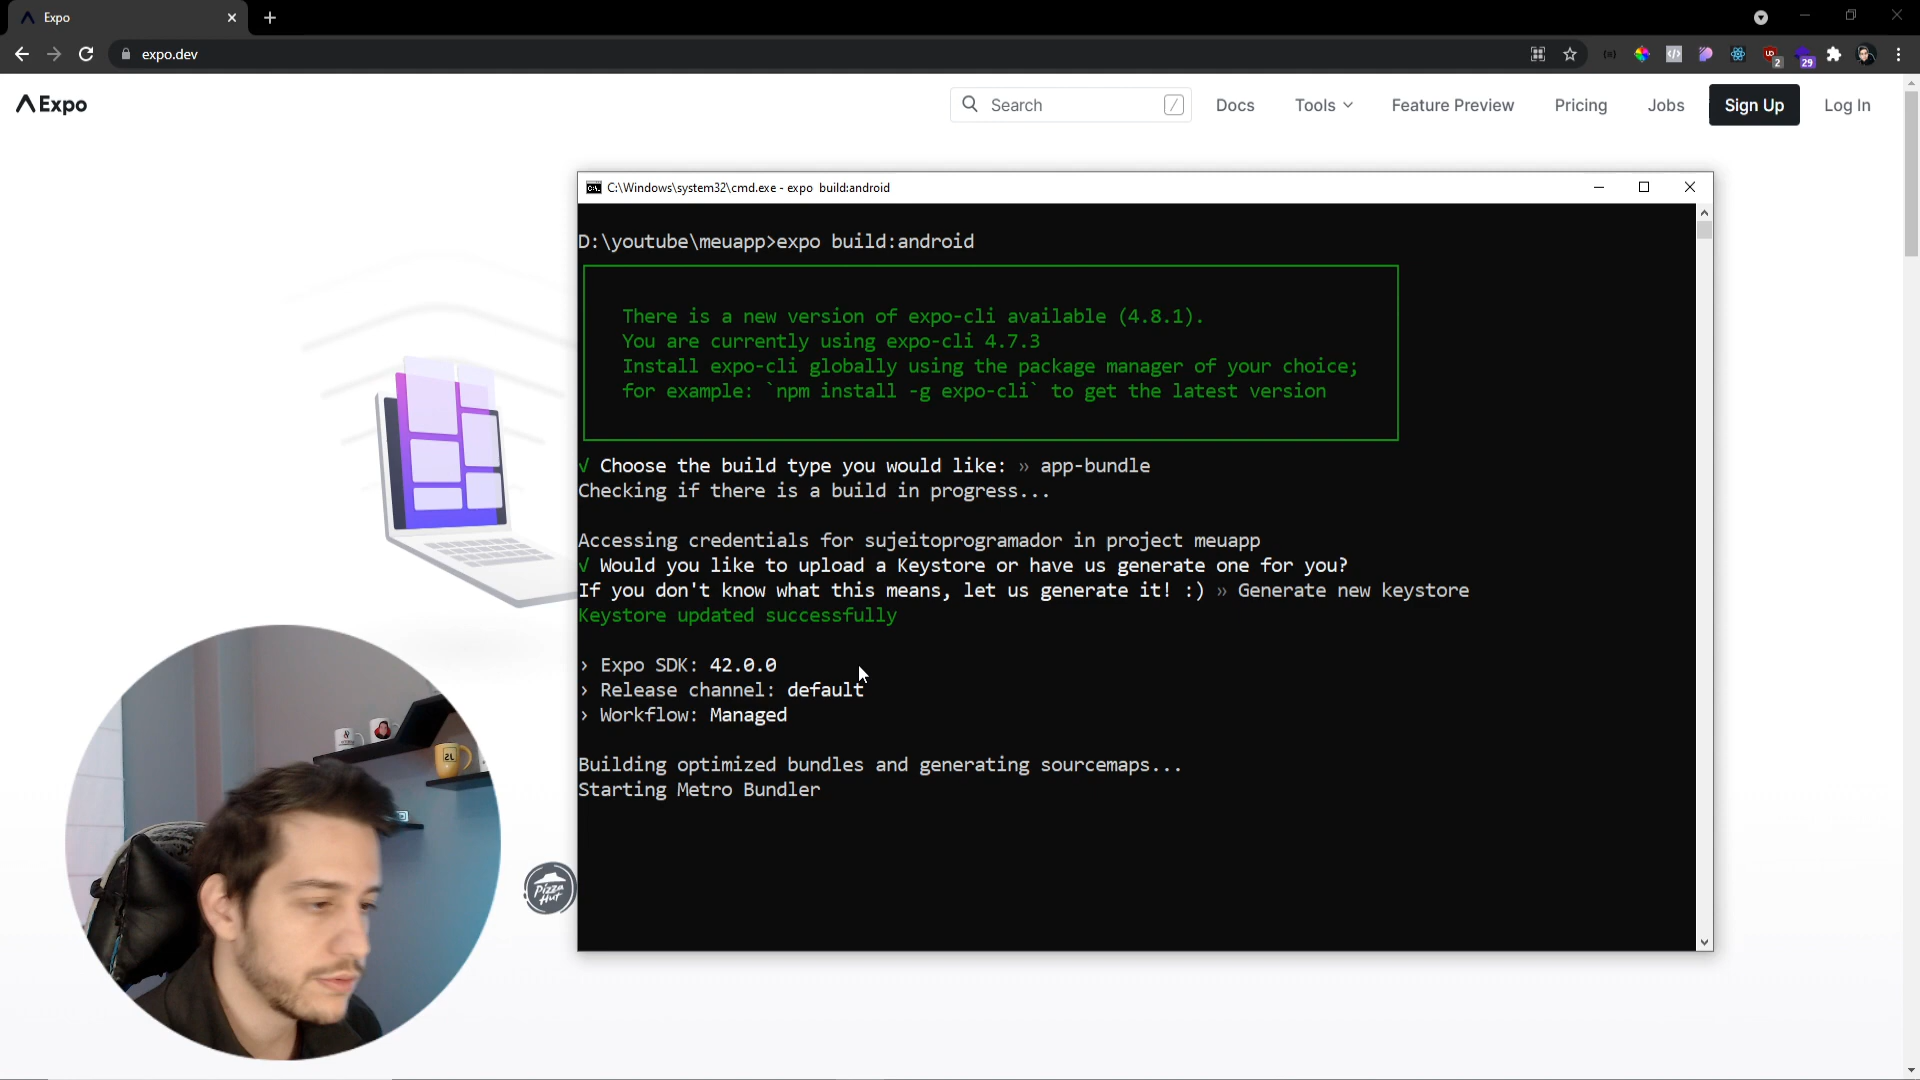 Expo
expo.dev
2
29
Expo
Search
/
Docs
Tools
Feature Preview
Pricing
Jobs
Sign Up
Log In
C:\Windows\system32\cmd.exe - expo  build:android
D:\youtube\meuapp>expo build:android
There is a new version of expo-cli available (4.8.1).
You are currently using expo-cli 4.7.3
Install expo-cli globally using the package manager of your choice;
for example: `npm install -g expo-cli` to get the latest version
√ Choose the build type you would like: » app-bundle
Checking if there is a build in progress...
Accessing credentials for sujeitoprogramador in project meuapp
√ Would you like to upload a Keystore or have us generate one for you?
If you don't know what this means, let us generate it! :) » Generate new keystore
Keystore updated successfully
› Expo SDK: 42.0.0
› Release channel: default
› Workflow: Managed
Building optimized bundles and generating sourcemaps...
Starting Metro Bundler
Pizza
Hut